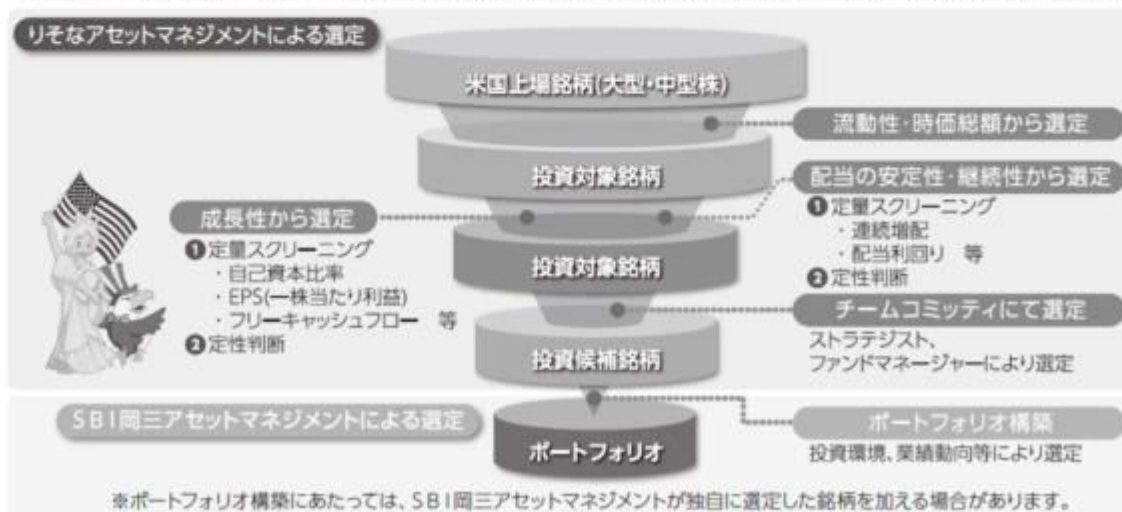 りそなアセットマネジメントによる選定
米国上場銘柄(大型・中型株)
流動性・時価総額から選定
投資対象銘柄
配当の安定性・継続性から選定
❶定量スクリーニング
・連続増配
・配当利回り 等
❷定性判断
成長性から選定
❶定量スクリーニング
・自己資本比率
・EPS(一株当たり利益)
・フリーキャッシュフロー 等
❷定性判断
投資対象銘柄
チームコミッティにて選定
ストラテジスト、
ファンドマネージャーにより選定
投資候補銘柄
SBI岡三アセットマネジメントによる選定
ポートフォリオ構築
投資環境、業績動向等により選定
ポートフォリオ
※ポートフォリオ構築にあたっては、SBI岡三アセットマネジメントが独自に選定した銘柄を加える場合があります。